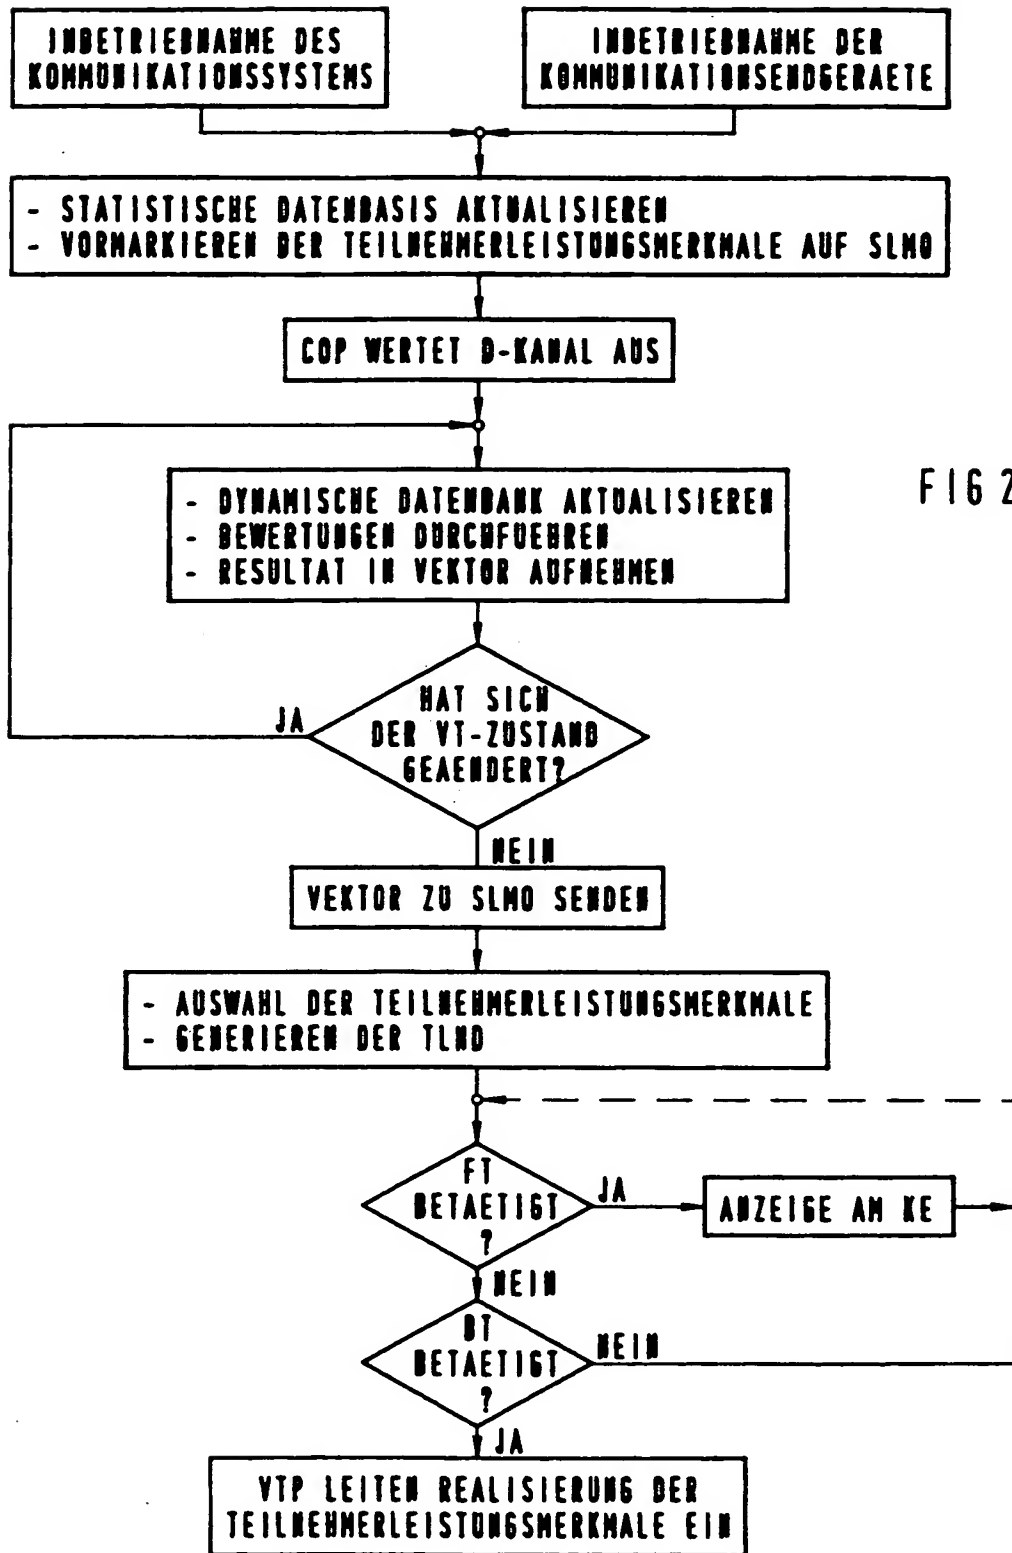 INBETRIEBNAHME DES
KOMMUNIKATIONSSYSTEMS
INBETRIEBNAHME DER
KOMMUNIKATIONSENDGERAETE
- STATISTISCHE DATENBASIS AKTUALISIEREN
- VORMARKIEREN DER TEILNEHMERLEISTUNGSMERKMALE AUF SLMO
COP WERTET D-KANAL AUS
FIG 2
- DYNAMISCHE DATENBANK AKTUALISIEREN
- BEWERTUNGEN DURCHFUEHREN
- RESULTAT IN VEKTOR AUFNEHMEN
HAT SICH
DER VT-ZUSTAND
GEAENDERT?
JA
NEIN
VEKTOR ZU SLMO SENDEN
- AUSWAHL DER TEILNEHMERLEISTUNGSMERKMALE
- GENERIEREN DER TLND
FT
BETAETIGT
?
JA
ANZEIGE AM KE
NEIN
BT
BETAETIGT
?
NEIN
JA
VTP LEITEN REALISIERUNG DER
TEILNEHMERLEISTUNGSMERKMALE EIN